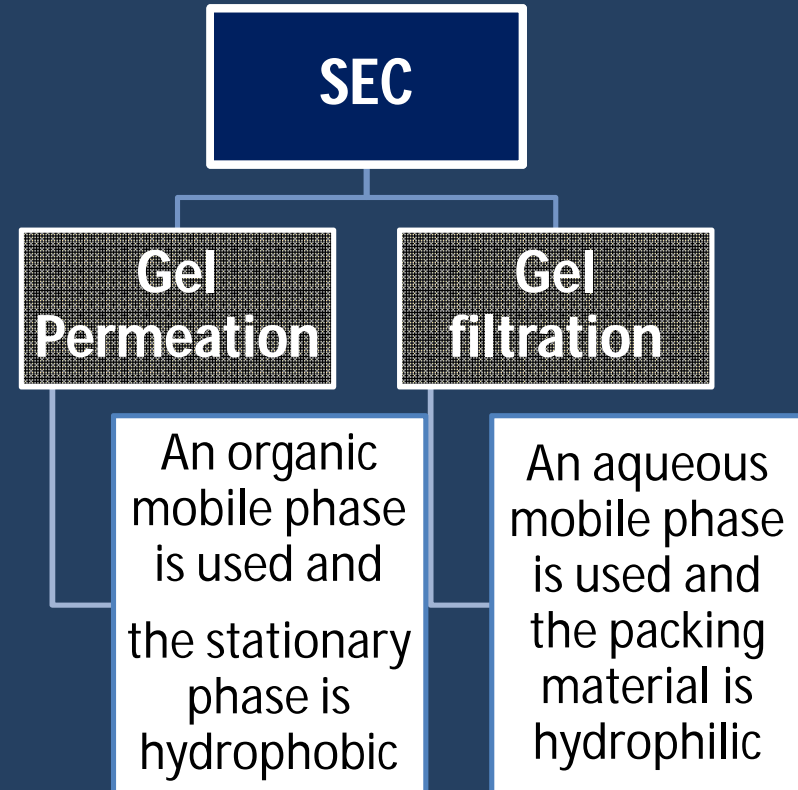 SEC
Gel
Permeation
Gel
filtration
An organic
mobile phase
is used and
the stationary
phase is
hydrophobic
An aqueous
mobile phase
is used and
the packing
material is
hydrophilic